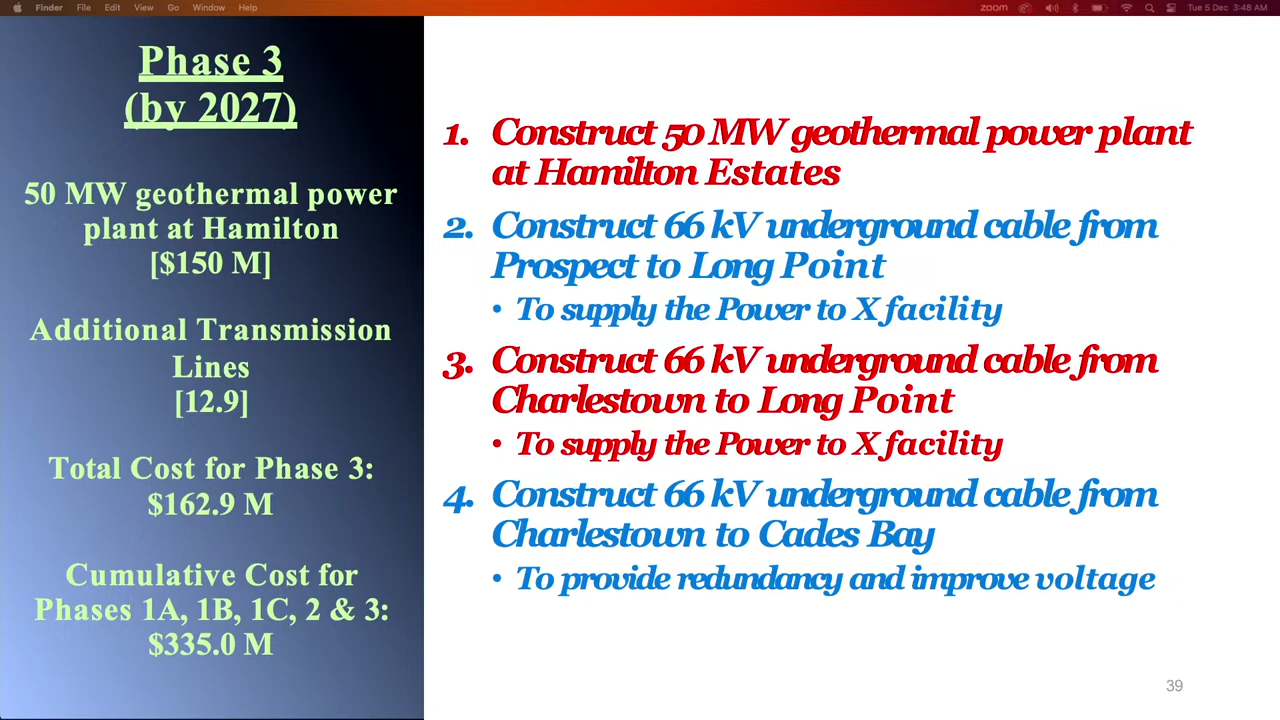 Finder File Edit View Go Window Help zoom Tue 5 Dec 3:48 AM
Phase 3
(by 2027)
50 MW geothermal power
plant at Hamilton
[$150 M]
Additional Transmission
Lines
[12.9]
Total Cost for Phase 3:
$162.9 M
Cumulative Cost for
Phases 1A, 1B, 1C, 2 & 3:
$335.0 M
1. Construct 50 MW geothermal power plant
at Hamilton Estates
2. Construct 66 kV underground cable from
Prospect to Long Point
• To supply the Power to X facility
3. Construct 66 kV underground cable from
Charlestown to Long Point
• To supply the Power to X facility
4. Construct 66 kV underground cable from
Charlestown to Cades Bay
• To provide redundancy and improve voltage
39